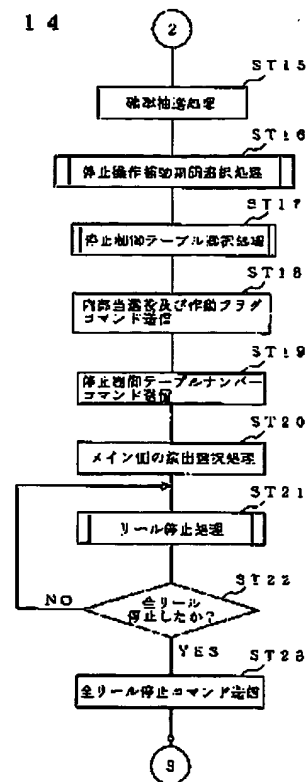 14
2
ST15
確率抽選処理
ST16
停止操作補助期間選択処理
ST17
停止制御テーブル選択処理
ST18
内部当選役及び作動フラグ
コマンド送信
ST19
停止制御テーブルナンバー
コマンド送信
ST20
メイン側の演出選択処理
ST21
リール停止処理
ST22
全リール
停止したか?
NO
YES
ST23
全リール停止コマンド送信
3